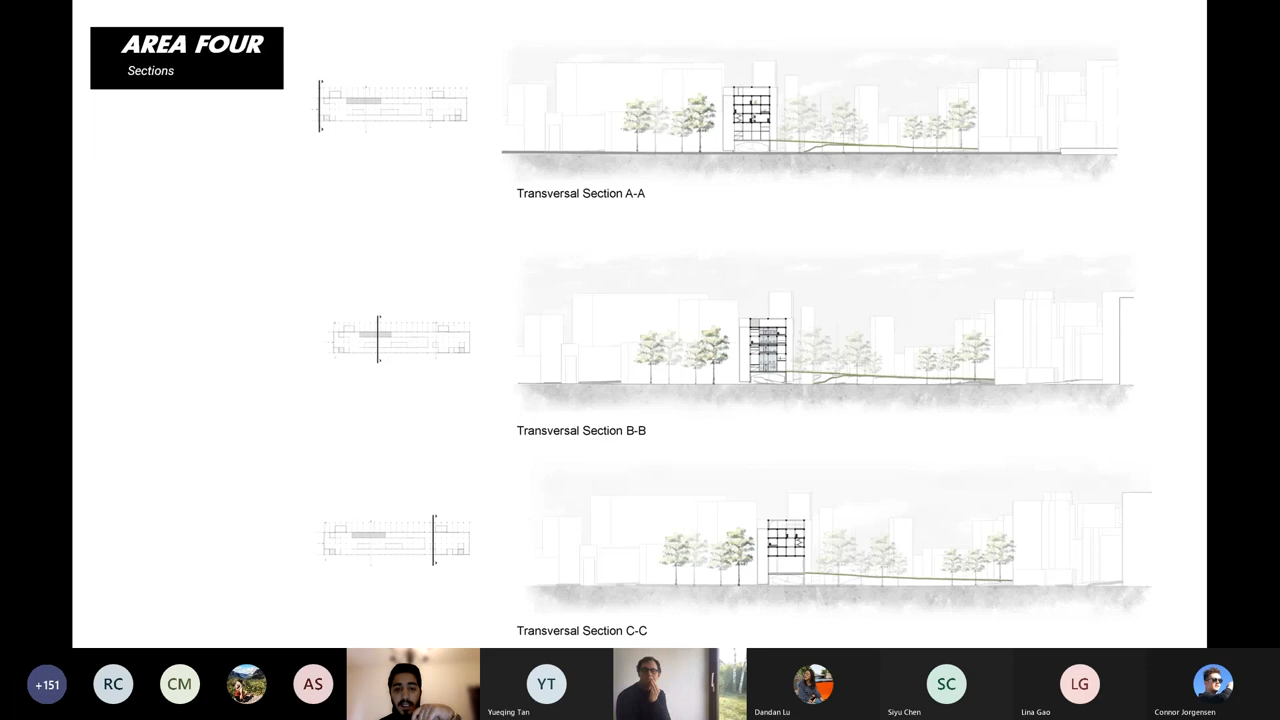 AREA FOUR
Sections
Transversal Section A-A
Transversal Section B-B
Transversal Section C-C
+151
RC
CM
AS
YT
Yueqing Tan
Dandan Lu
SC
Siyu Chen
LG
Lina Gao
Connor Jorgensen